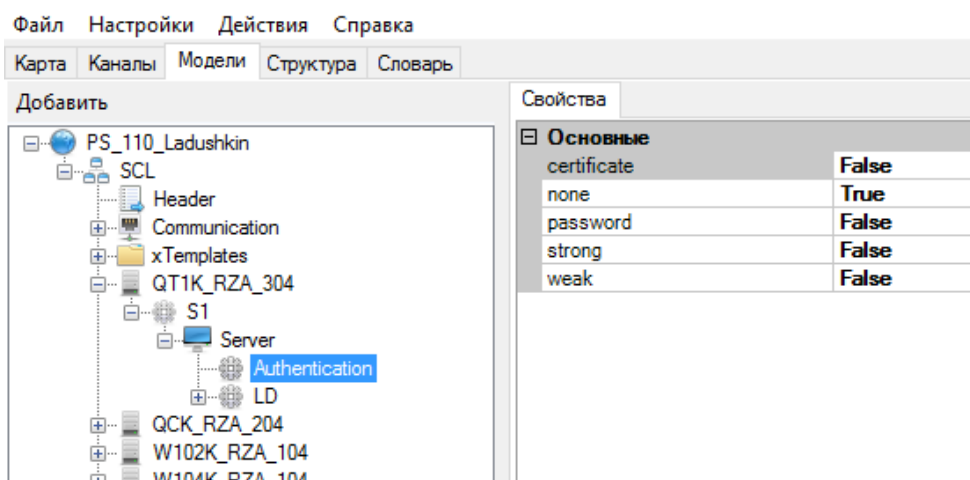 Файл Настройки Действия Справка
Карта Каналы Модели Структура Словарь
Добавить
PS_110_Ladushkin
SCL
Header
Communication
xTemplates
QT1K_RZA_304
S1
Server
Authentication
LD
QCK_RZA_204
W102K_RZA_104
W104K_RZA_104
Свойства
Основные
certificate False
none True
password False
strong False
weak False